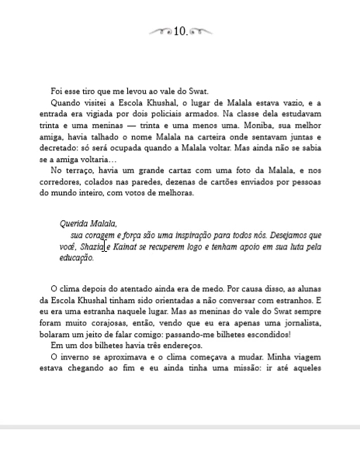 10.
Foi esse tiro que me levou ao vale do Swat.
Quando visitei a Escola Khushal, o lugar de Malala estava vazio, e a
entrada era vigiada por dois policiais armados. Na classe dela estudavam
trinta e uma meninas — trinta e uma menos uma. Moniba, sua melhor
amiga, havia talhado o nome Malala na carteira onde sentavam juntas e
decretado: só será ocupada quando a Malala voltar. Mas ainda não se sabia
se a amiga voltaria...
No terraço, havia um grande cartaz com uma foto da Malala, e nos
corredores, colados nas paredes, dezenas de cartões enviados por pessoas
do mundo inteiro, com votos de melhoras.
Querida Malala,
sua coragem e força são uma inspiração para todos nós. Desejamos que
você, Shazia e Kainat se recuperem logo e tenham apoio em sua luta pela
educação.
O clima depois do atentado ainda era de medo. Por causa disso, as alunas
da Escola Khushal tinham sido orientadas a não conversar com estranhos. E
eu era uma estranha naquele lugar. Mas as meninas do vale do Swat sempre
foram muito corajosas, então, vendo que eu era apenas uma jornalista,
bolaram um jeito de falar comigo: passando-me bilhetes escondidos!
Em um dos bilhetes havia três endereços.
O inverno se aproximava e o clima começava a mudar. Minha viagem
estava chegando ao fim e eu ainda tinha uma missão: ir até aqueles